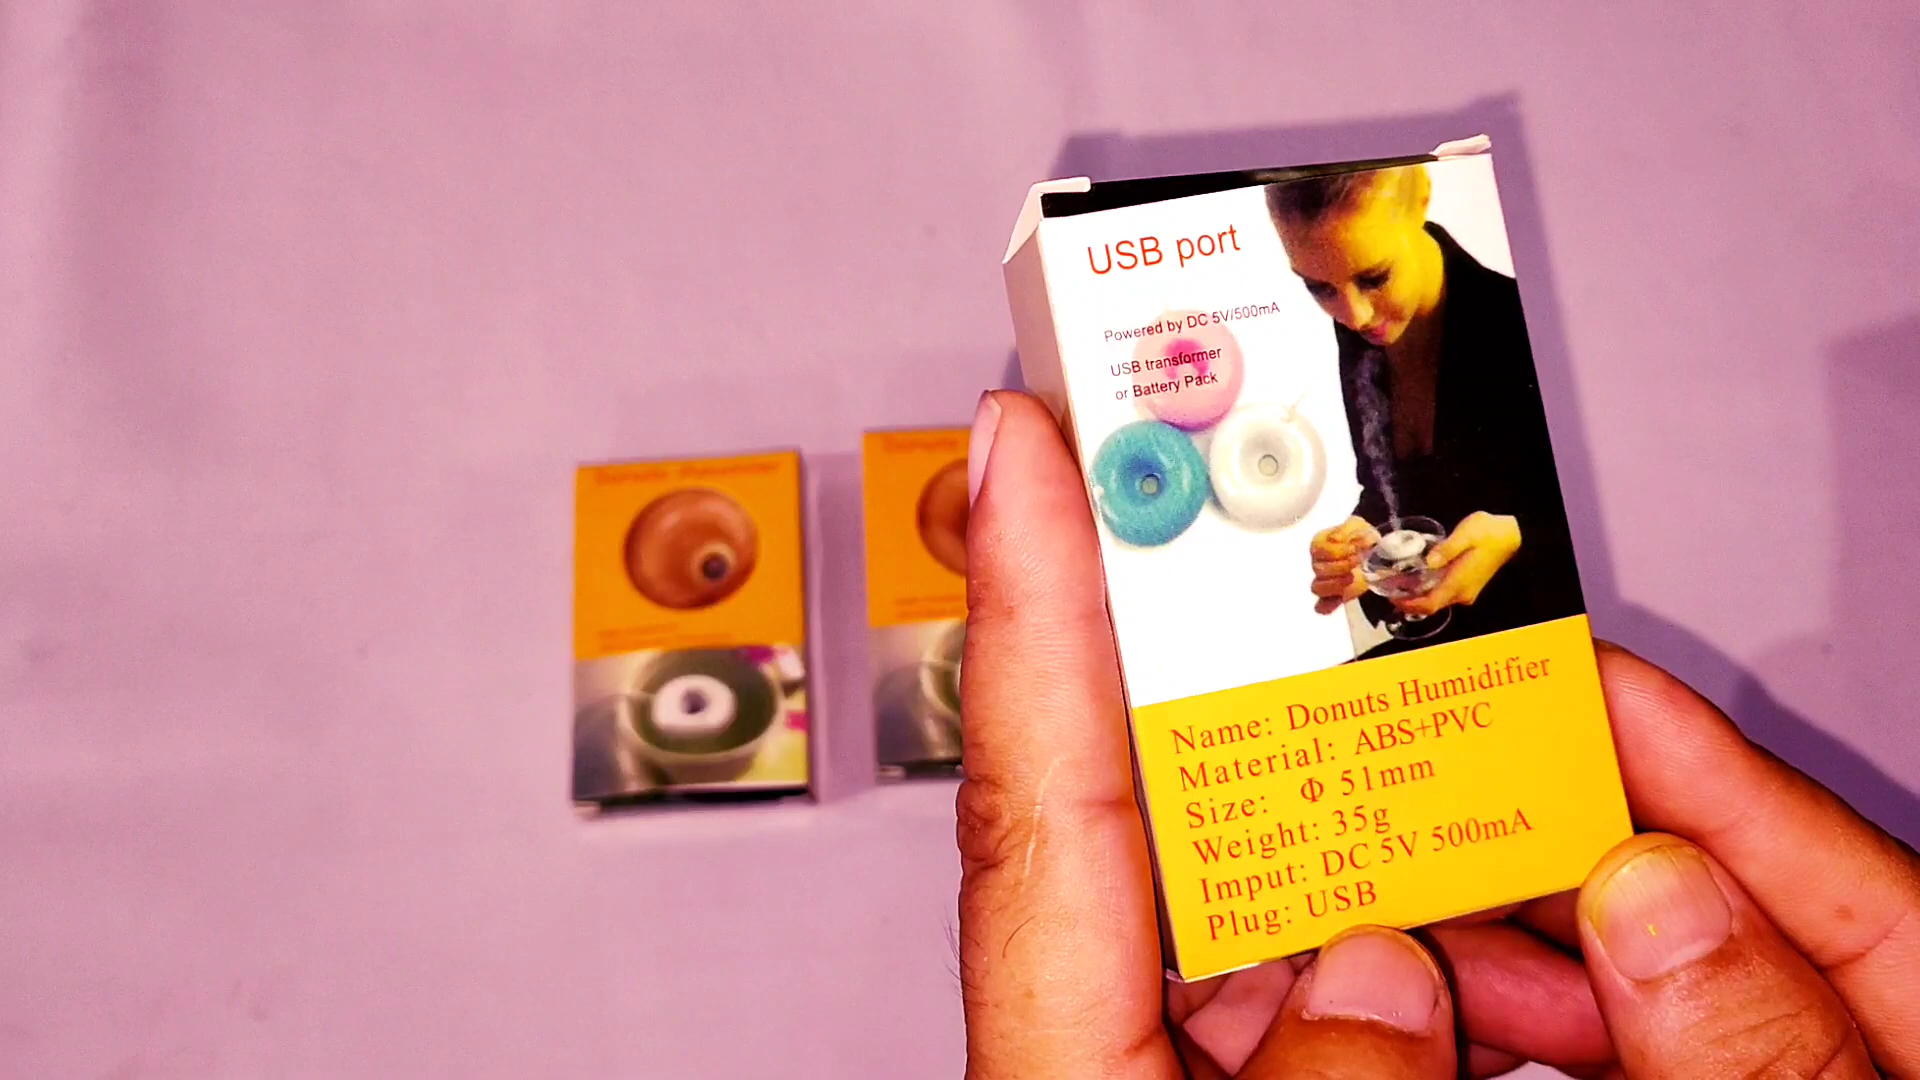 USB port
Powered by DC 5V/500mA
USB transformer
or Battery Pack
Name: Donuts Humidifier
Material: ABS+PVC
Size: Φ 51mm
Weight: 35g
Imput: DC 5V 500mA
Plug: USB